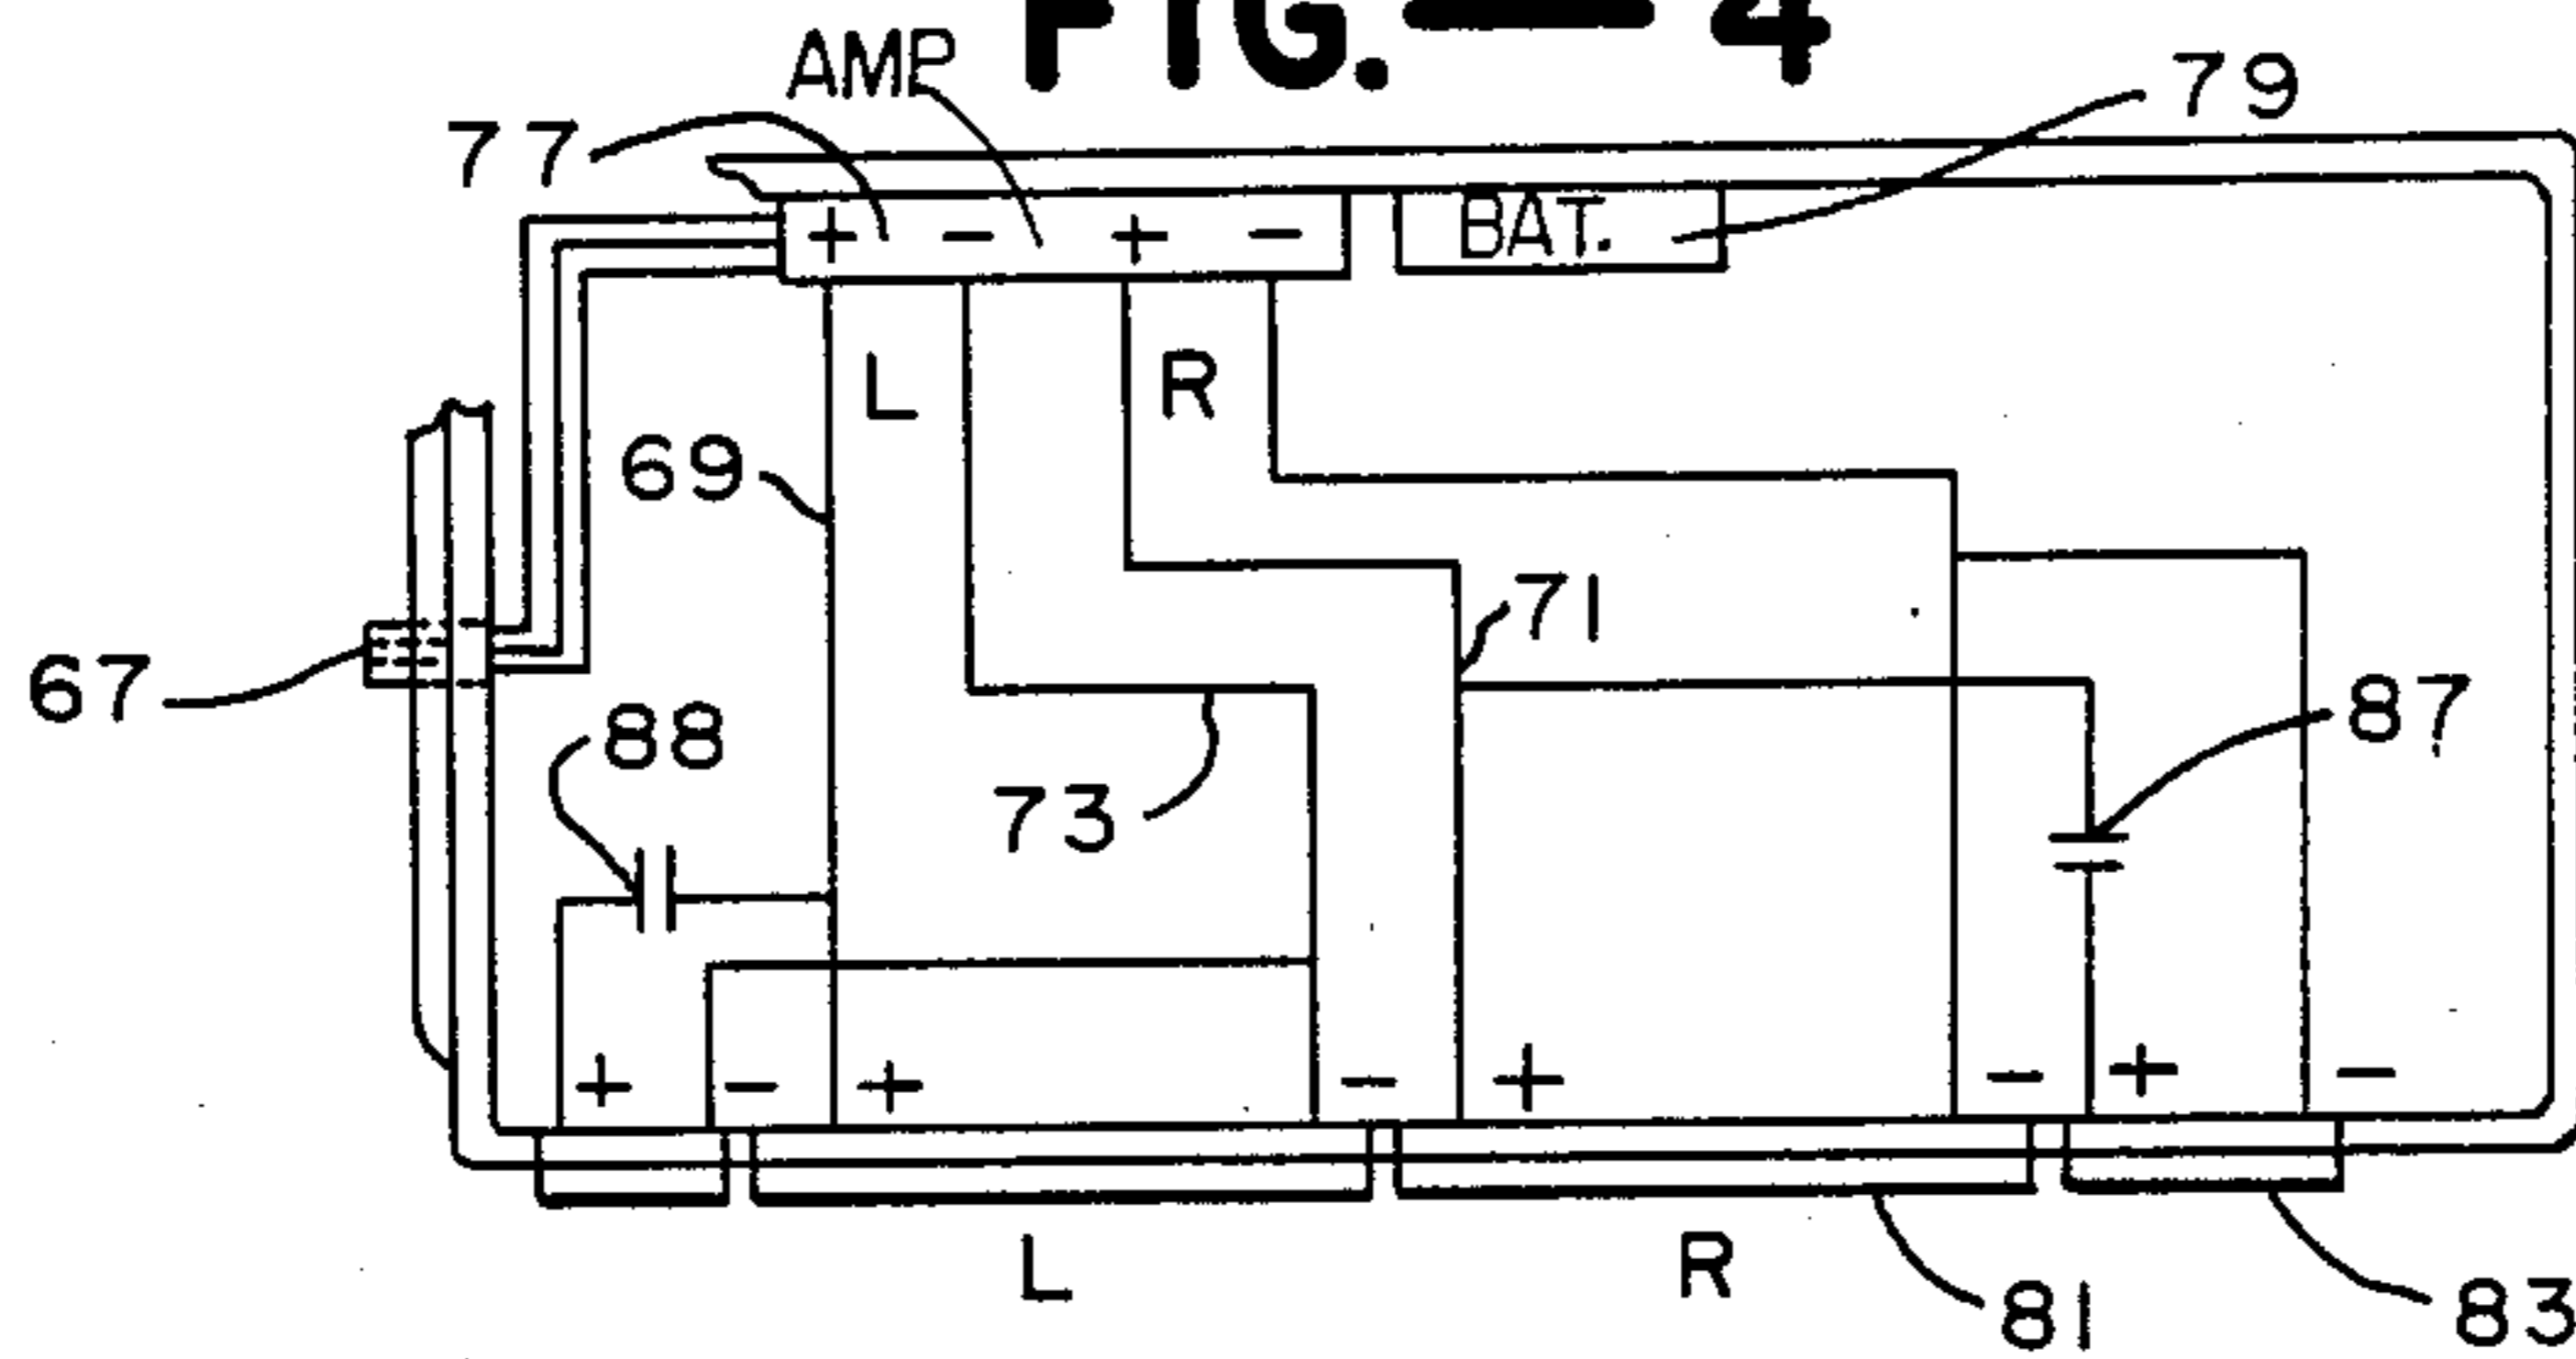 FIG.—4
AMP
79
77
+ − + −
BAT.
L R
69
71
67
88
87
73
+ − + − + − + −
L R
81 83